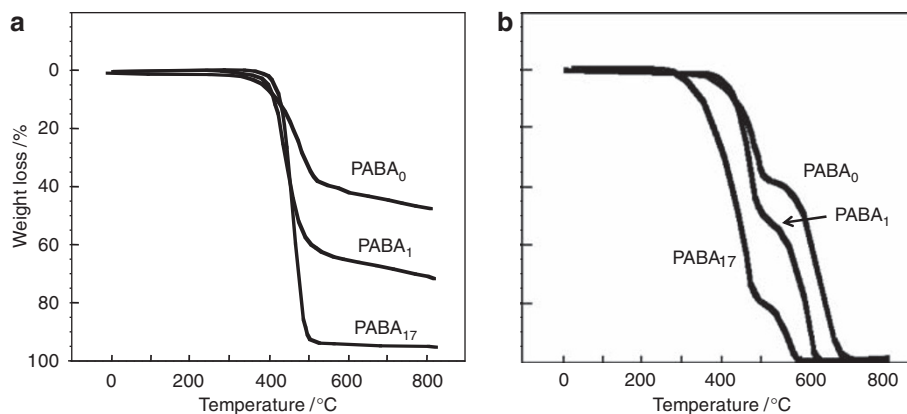 a
0
20
40
60
80
100
Weight loss /%
PABA₀
PABA₁
PABA₁₇
0
200
400
600
800
Temperature /°C
b
PABA₀
PABA₁
PABA₁₇
0
200
400
600
800
Temperature /°C